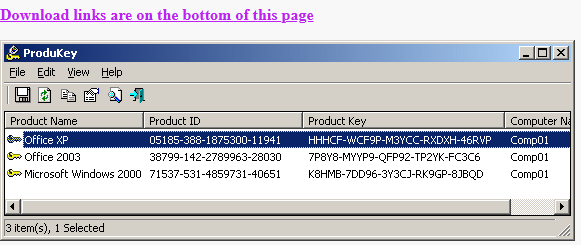 Download links are on the bottom of this page
ProduKey
File Edit View Help
Product Name Product ID Product Key Computer Na
Office XP 05185-388-1875300-11941 HHHCF-WCF9P-M3YCC-RXDXH-46RVP Comp01
Office 2003 38799-142-2789963-28030 7P8Y8-MYYP9-QFP92-TP2YK-FC3C6 Comp01
Microsoft Windows 2000 71537-531-4859731-40651 K8HMB-7DD96-3Y3CJ-RK9GP-8JBQD Comp01
3 item(s), 1 Selected